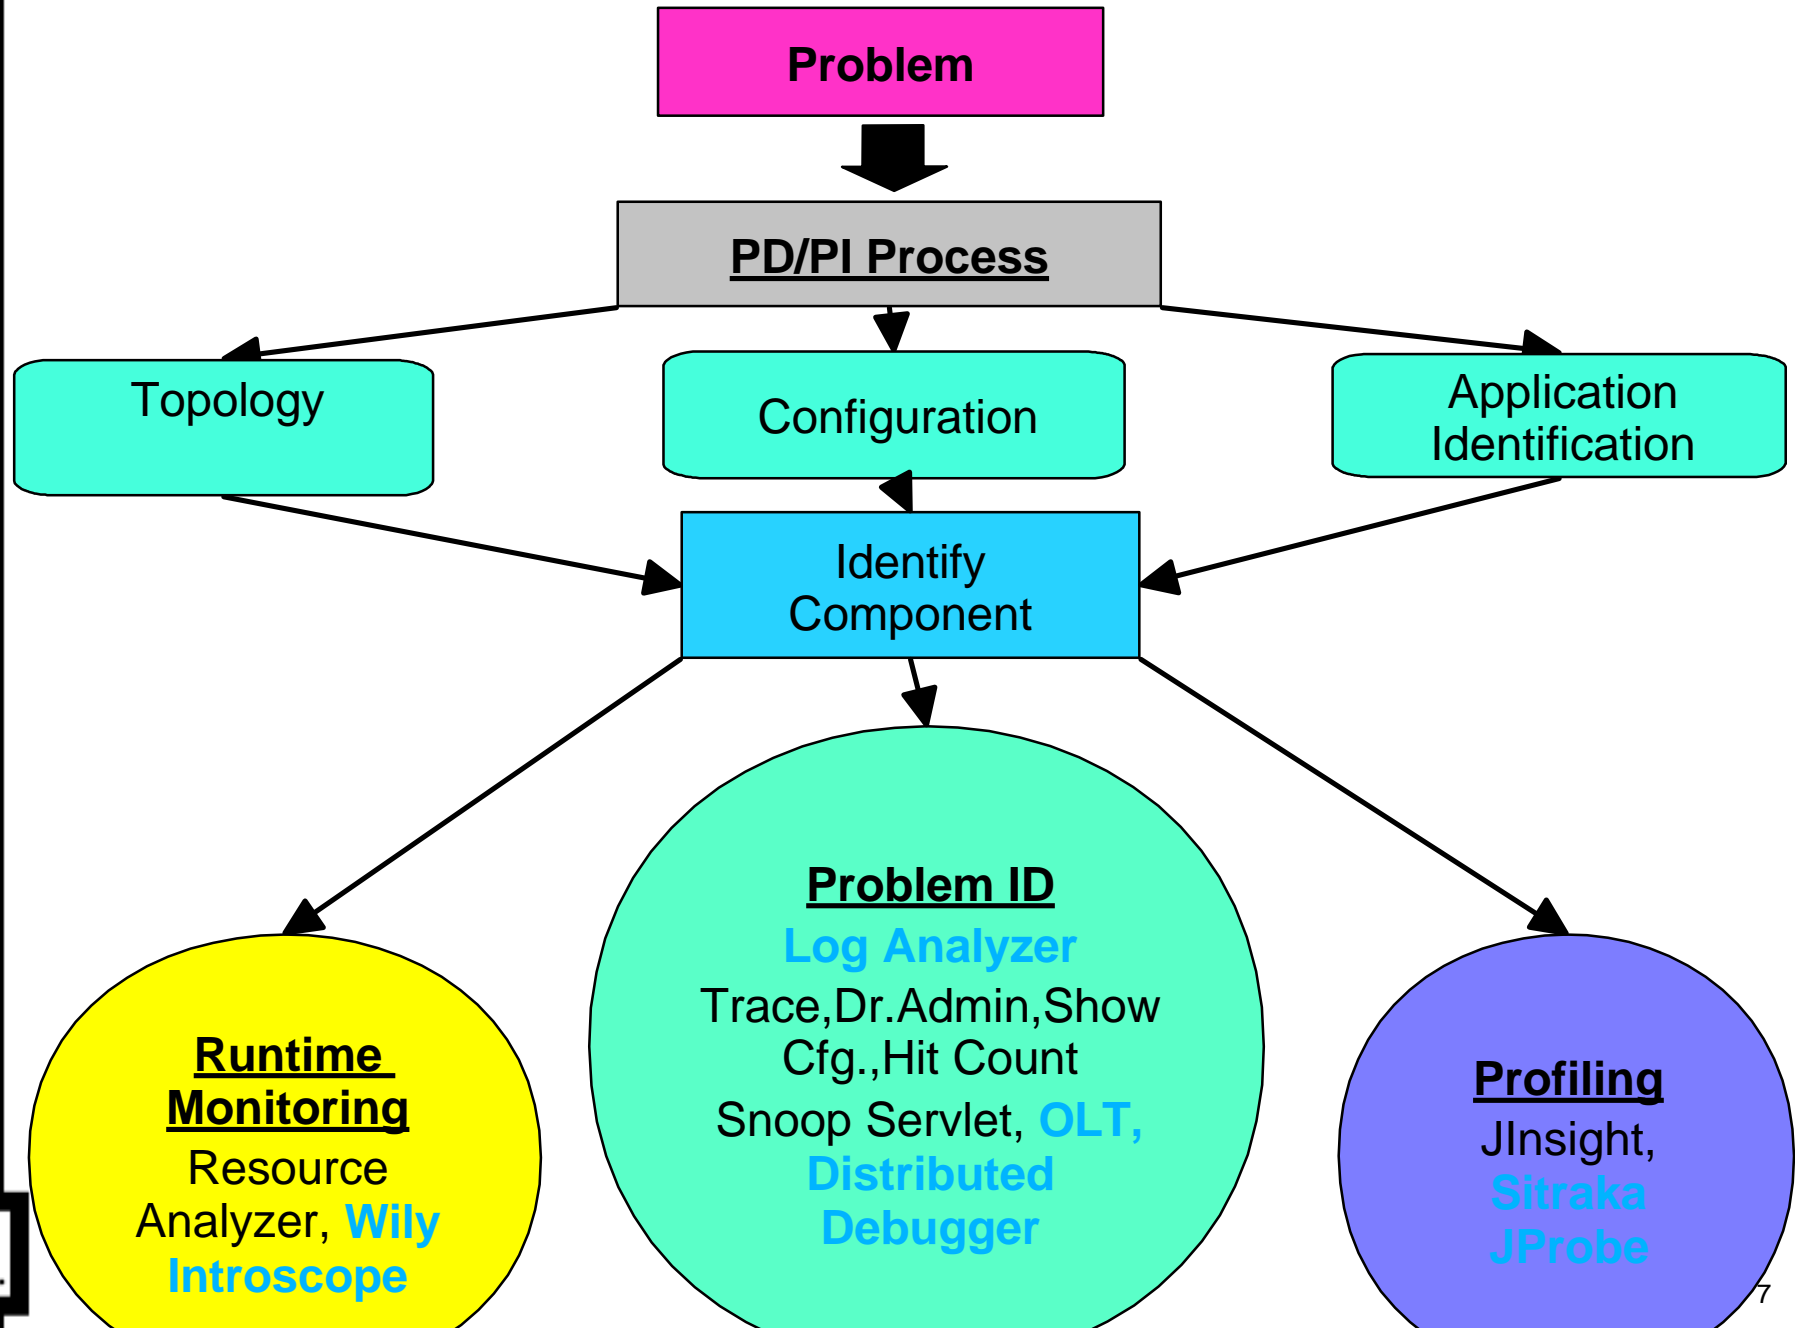 Problem
PD/PI Process
Topology
Configuration
Application
Identification
Identify
Component
Problem ID
Log Analyzer
Trace,Dr.Admin,Show
Cfg.,Hit Count
Snoop Servlet, OLT,
Distributed
Debugger
Runtime
Monitoring
Resource
Analyzer, Wily
Introscope
Profiling
JInsight,
Sitraka
JProbe
7